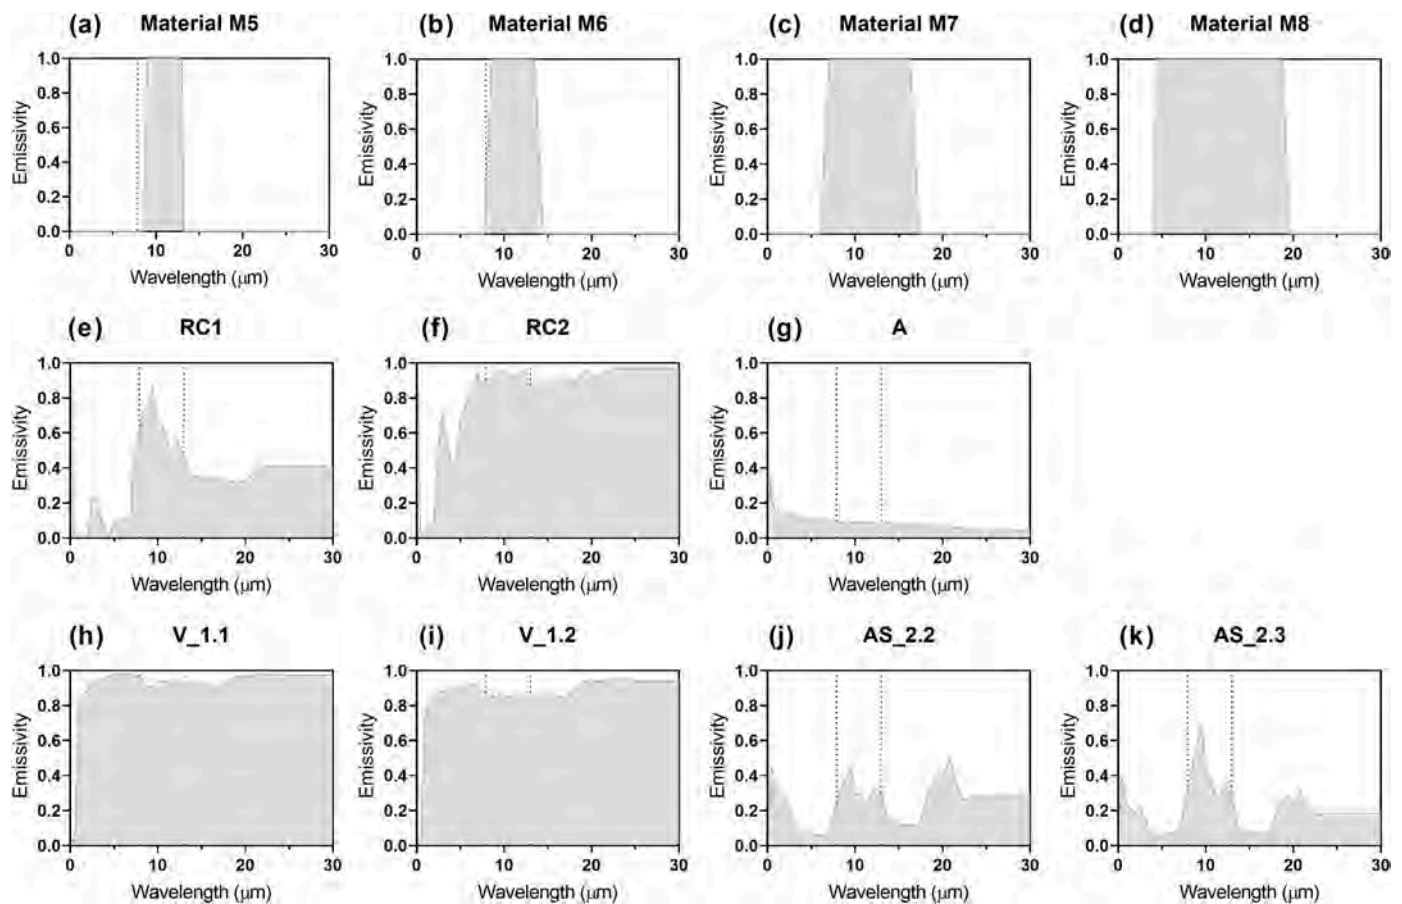 (a) Material M5
(b) Material M6
(c) Material M7
(d) Material M8
Emissivity
1.0
0.8
0.6
0.4
0.2
0.0
0 10 20 30
Wavelength (μm)
Emissivity
1.0
0.8
0.6
0.4
0.2
0.0
0 10 20 30
Wavelength (μm)
Emissivity
1.0
0.8
0.6
0.4
0.2
0.0
0 10 20 30
Wavelength (μm)
Emissivity
1.0
0.8
0.6
0.4
0.2
0.0
0 10 20 30
Wavelength (μm)
(e) RC1
(f) RC2
(g) A
Emissivity
1.0
0.8
0.6
0.4
0.2
0.0
0 10 20 30
Wavelength (μm)
Emissivity
1.0
0.8
0.6
0.4
0.2
0.0
0 10 20 30
Wavelength (μm)
Emissivity
1.0
0.8
0.6
0.4
0.2
0.0
0 10 20 30
Wavelength (μm)
(h) V_1.1
(i) V_1.2
(j) AS_2.2
(k) AS_2.3
Emissivity
1.0
0.8
0.6
0.4
0.2
0.0
0 10 20 30
Wavelength (μm)
Emissivity
1.0
0.8
0.6
0.4
0.2
0.0
0 10 20 30
Wavelength (μm)
Emissivity
1.0
0.8
0.6
0.4
0.2
0.0
0 10 20 30
Wavelength (μm)
Emissivity
1.0
0.8
0.6
0.4
0.2
0.0
0 10 20 30
Wavelength (μm)